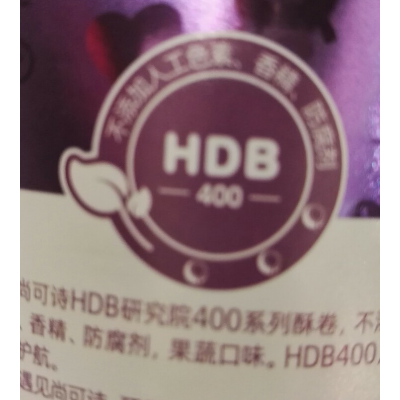 不添加人工色素、香精、防腐剂
HDB
400
尚可诗HDB研究院400系列酥卷,不添
、香精、防腐剂,果蔬口味。HDB400,
护航。
遇见尚可诗